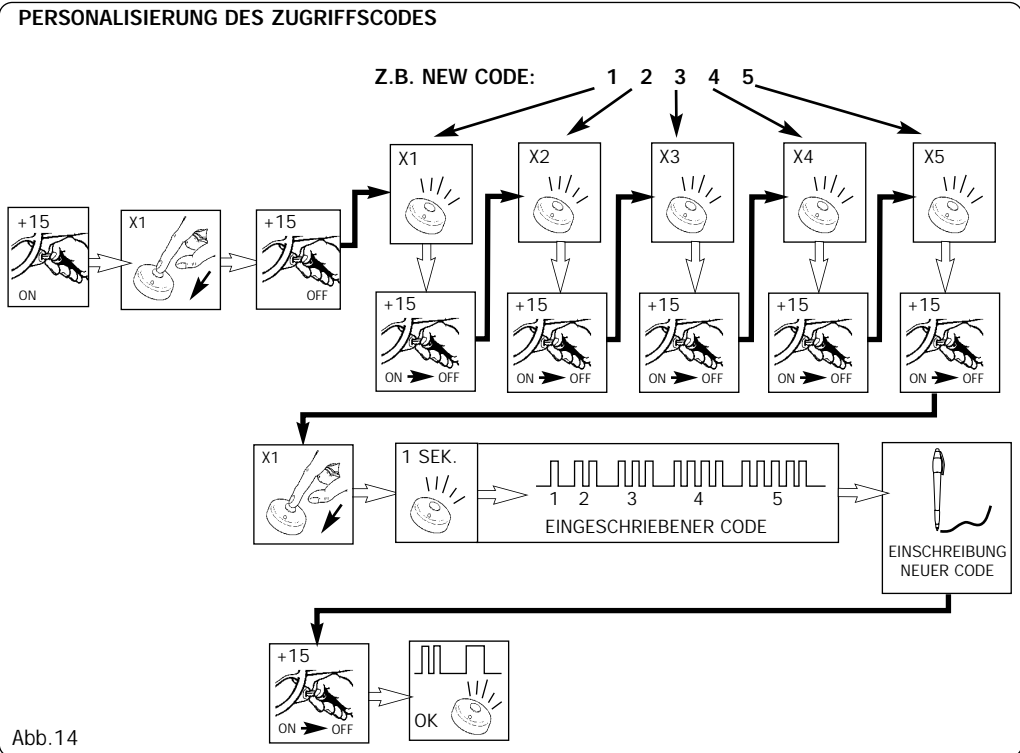 PERSONALISIERUNG DES ZUGRIFFSCODES
Z.B. NEW CODE: 1 2 3 4 5
X1
X2
X3
X4
X5
+15
ON
X1
+15
OFF
+15
ON OFF
+15
ON OFF
+15
ON OFF
+15
ON OFF
+15
ON OFF
X1
1 SEK.
1 2 3 4 5
EINGESCHRIEBENER CODE
EINSCHREIBUNG
NEUER CODE
+15
ON OFF
OK
Abb.14